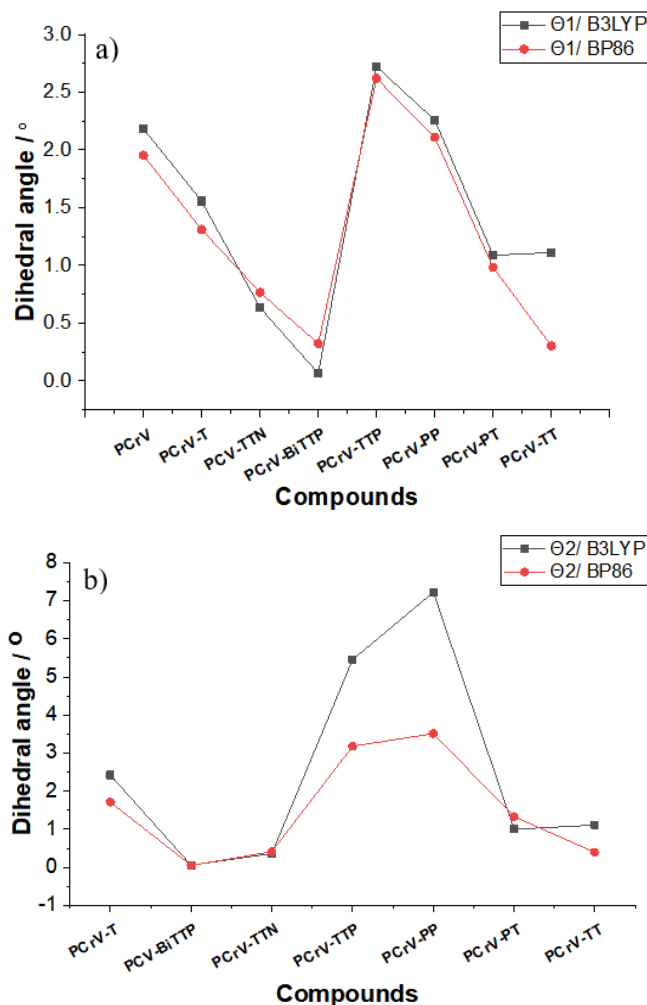 a)
Θ1/ B3LYP
Θ1/ BP86
3.0
2.5
2.0
1.5
1.0
0.5
0.0
Dihedral angle / °
PCrV
PCrV-T
PCV-TTN
PCrV-BiTTP
PCrV-TTP
PCrV-PP
PCrV-PT
PCrV-TT
Compounds
b)
Θ2/ B3LYP
Θ2/ BP86
8
7
6
5
4
3
2
1
0
-1
Dihedral angle / °
PCrV-T
PCV-BiTTP
PCrV-TTN
PCrV-TTP
PCrV-PP
PCrV-PT
PCrV-TT
Compounds